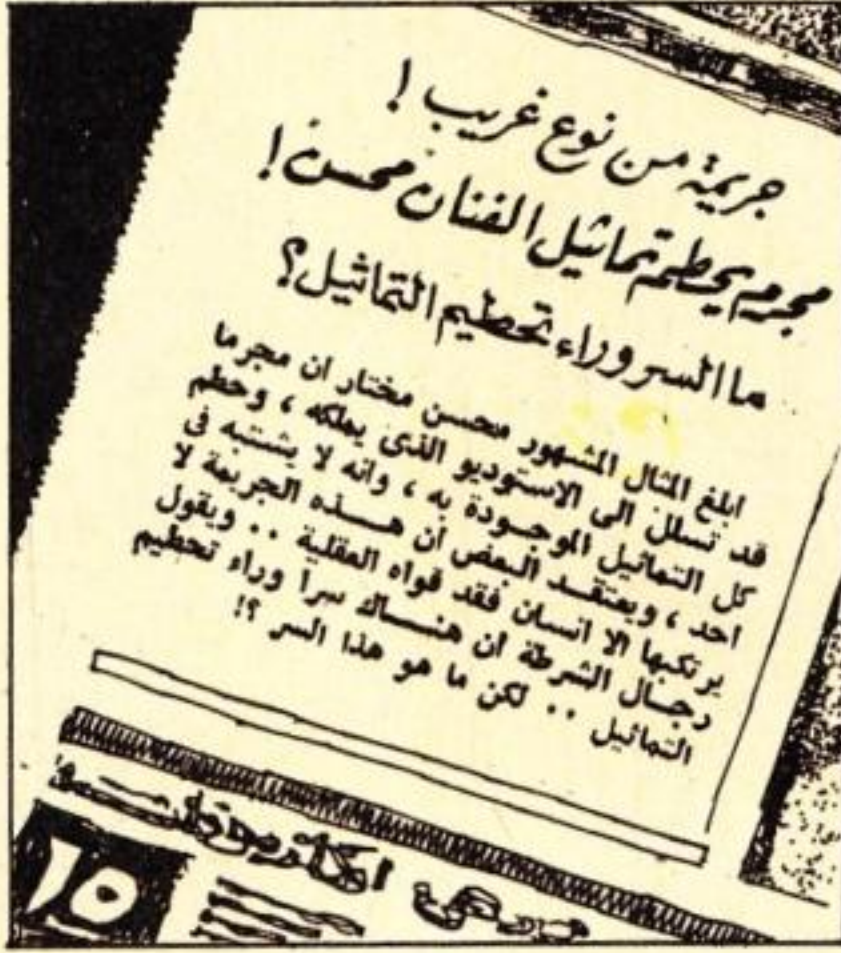 جريمة من نوع غريب !
مجرم يحطم تماثيل الفنان محسن !
ما السر وراء تحطيم التماثيل ؟
ابلغ المثال المشهور محسن مختار ان مجرما
قد تسلل الى الاستوديو الذى يملكه ، وحطم
كل التماثيل الموجودة به ، وانه لا يشتبه فى
احد ، ويعتقد البعض ان هذه الجريمة لا
يرتكبها الا انسان فقد قواه العقلية .. ويقول
رجال الشرطة ان هناك سرا وراء تحطيم
التماثيل .. لكن ما هو هذا السر ؟!
١٥